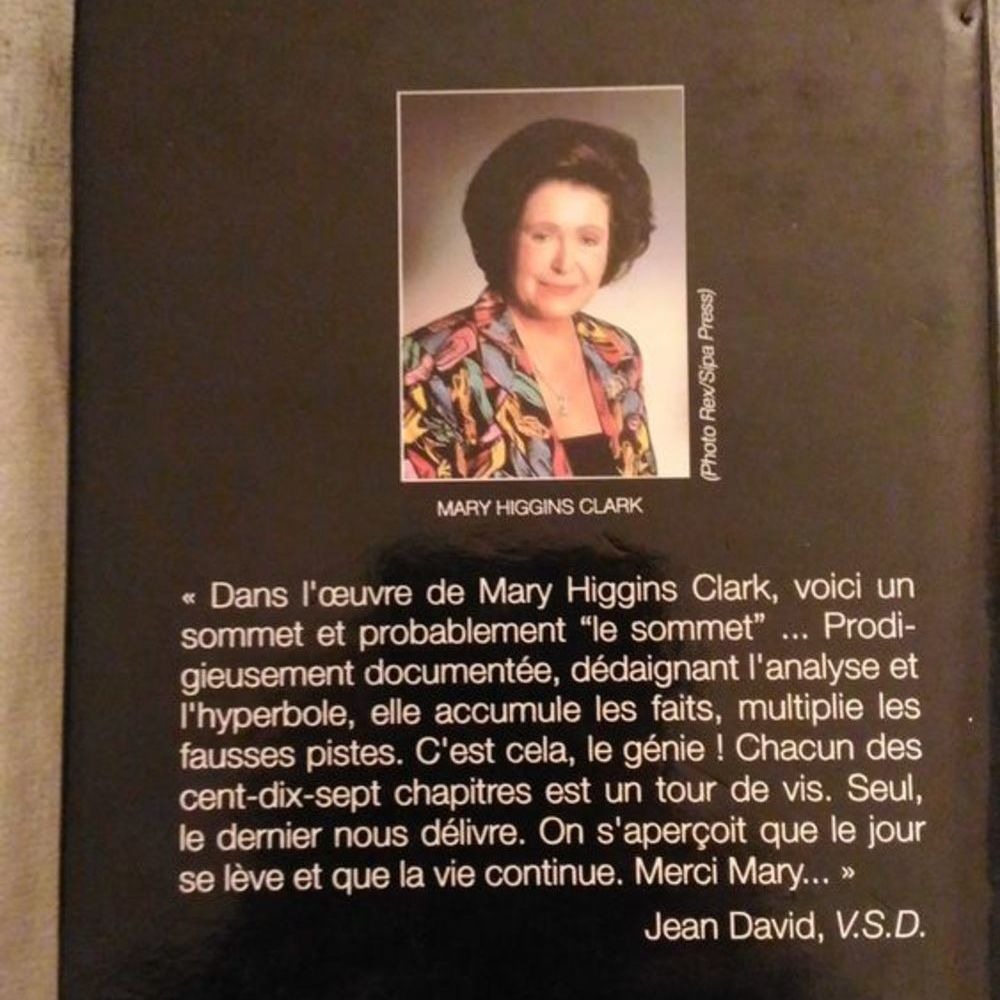 (Photo Rex/Sipa Press)
MARY HIGGINS CLARK
« Dans l'œuvre de Mary Higgins Clark, voici un
sommet et probablement “le sommet” ... Prodi-
gieusement documentée, dédaignant l'analyse et
l'hyperbole, elle accumule les faits, multiplie les
fausses pistes. C'est cela, le génie ! Chacun des
cent-dix-sept chapitres est un tour de vis. Seul,
le dernier nous délivre. On s'aperçoit que le jour
se lève et que la vie continue. Merci Mary... »
Jean David, V.S.D.